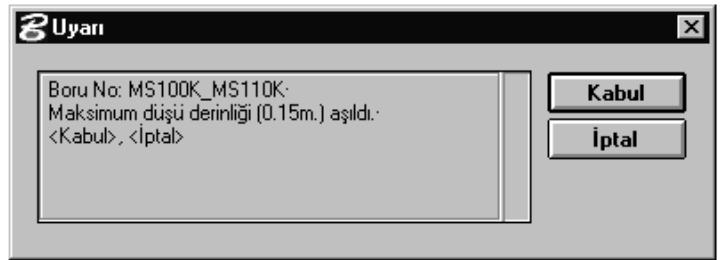 Uyarı
Boru No: MS100K_MS110K·
Maksimum düşü derinliği (0.15m.) aşıldı.·
<Kabul>, <İptal>
Kabul
İptal